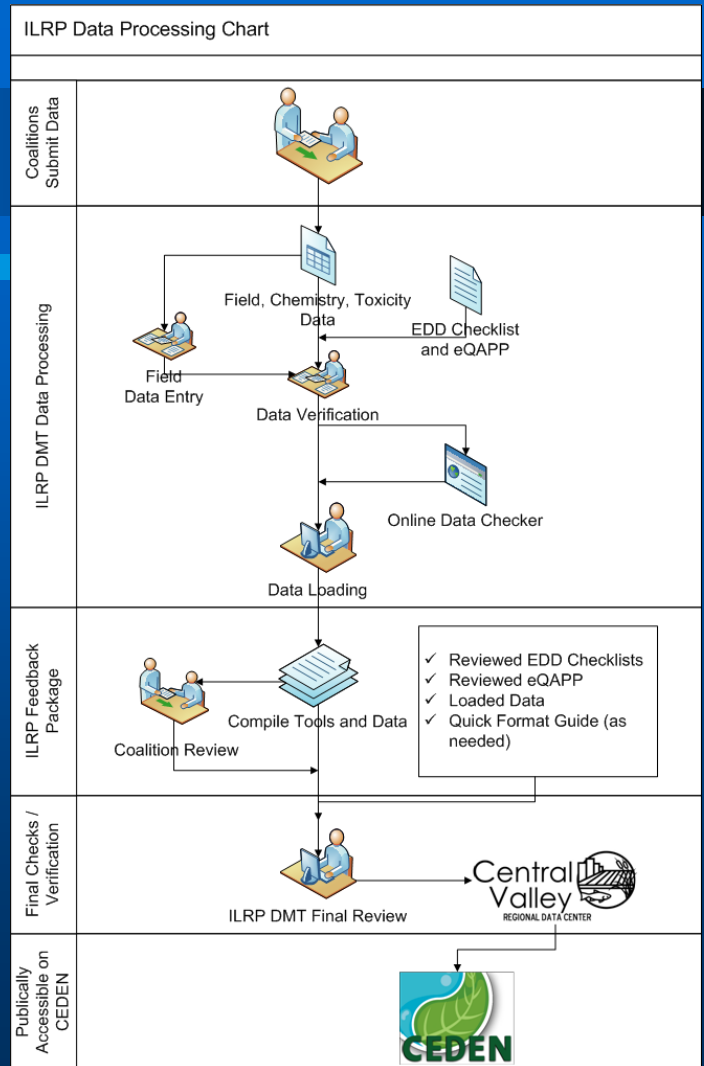 ILRP Data Processing Chart
Coalitions
Submit Data
ILRP DMT Data Processing
Field, Chemistry, Toxicity
Data
EDD Checklist
and eQAPP
Field
Data Entry
Data Verification
Online Data Checker
Data Loading
ILRP Feedback
Package
✓ Reviewed EDD Checklists
✓ Reviewed eQAPP
✓ Loaded Data
✓ Quick Format Guide (as
needed)
Compile Tools and Data
Coalition Review
Final Checks /
Verification
ILRP DMT Final Review
Central
Valley
REGIONAL DATA CENTER
Publically
Accessible on
CEDEN
CEDEN